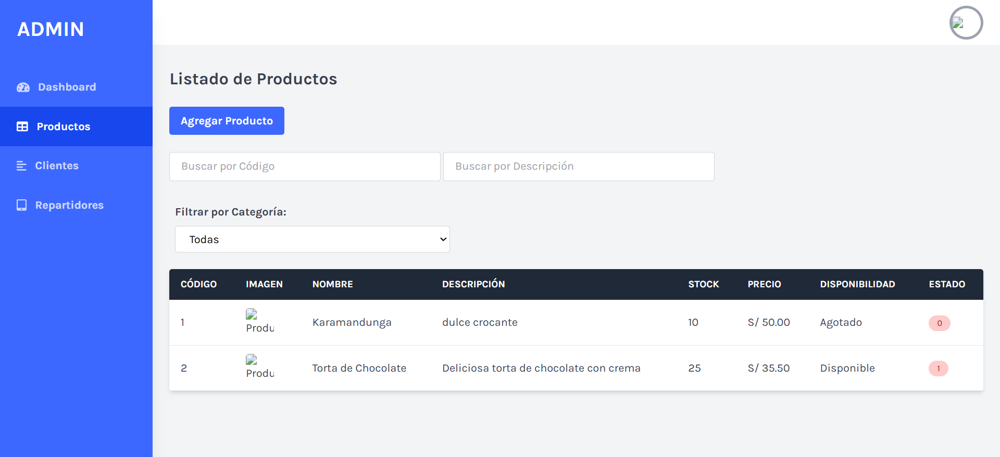 ADMIN
Dashboard
Productos
Clientes
Repartidores
Listado de Productos
Agregar Producto
Buscar por Código
Buscar por Descripción
Filtrar por Categoría:
Todas
CÓDIGO IMAGEN NOMBRE DESCRIPCIÓN STOCK PRECIO DISPONIBILIDAD ESTADO
1 Produ Karamandunga dulce crocante 10 S/ 50.00 Agotado 0
2 Produ Torta de Chocolate Deliciosa torta de chocolate con crema 25 S/ 35.50 Disponible 1